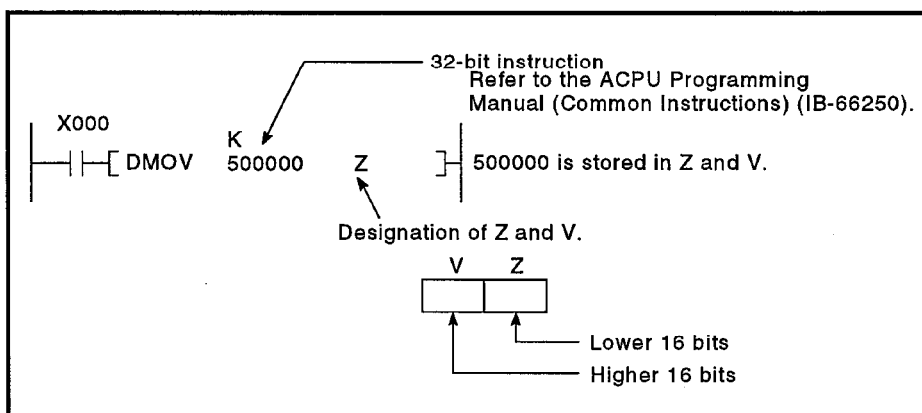 32-bit instruction
Refer to the ACPU Programming
Manual (Common Instructions) (IB-66250).
X000
K
DMOV 500000 Z 500000 is stored in Z and V.
Designation of Z and V.
V Z
Lower 16 bits
Higher 16 bits